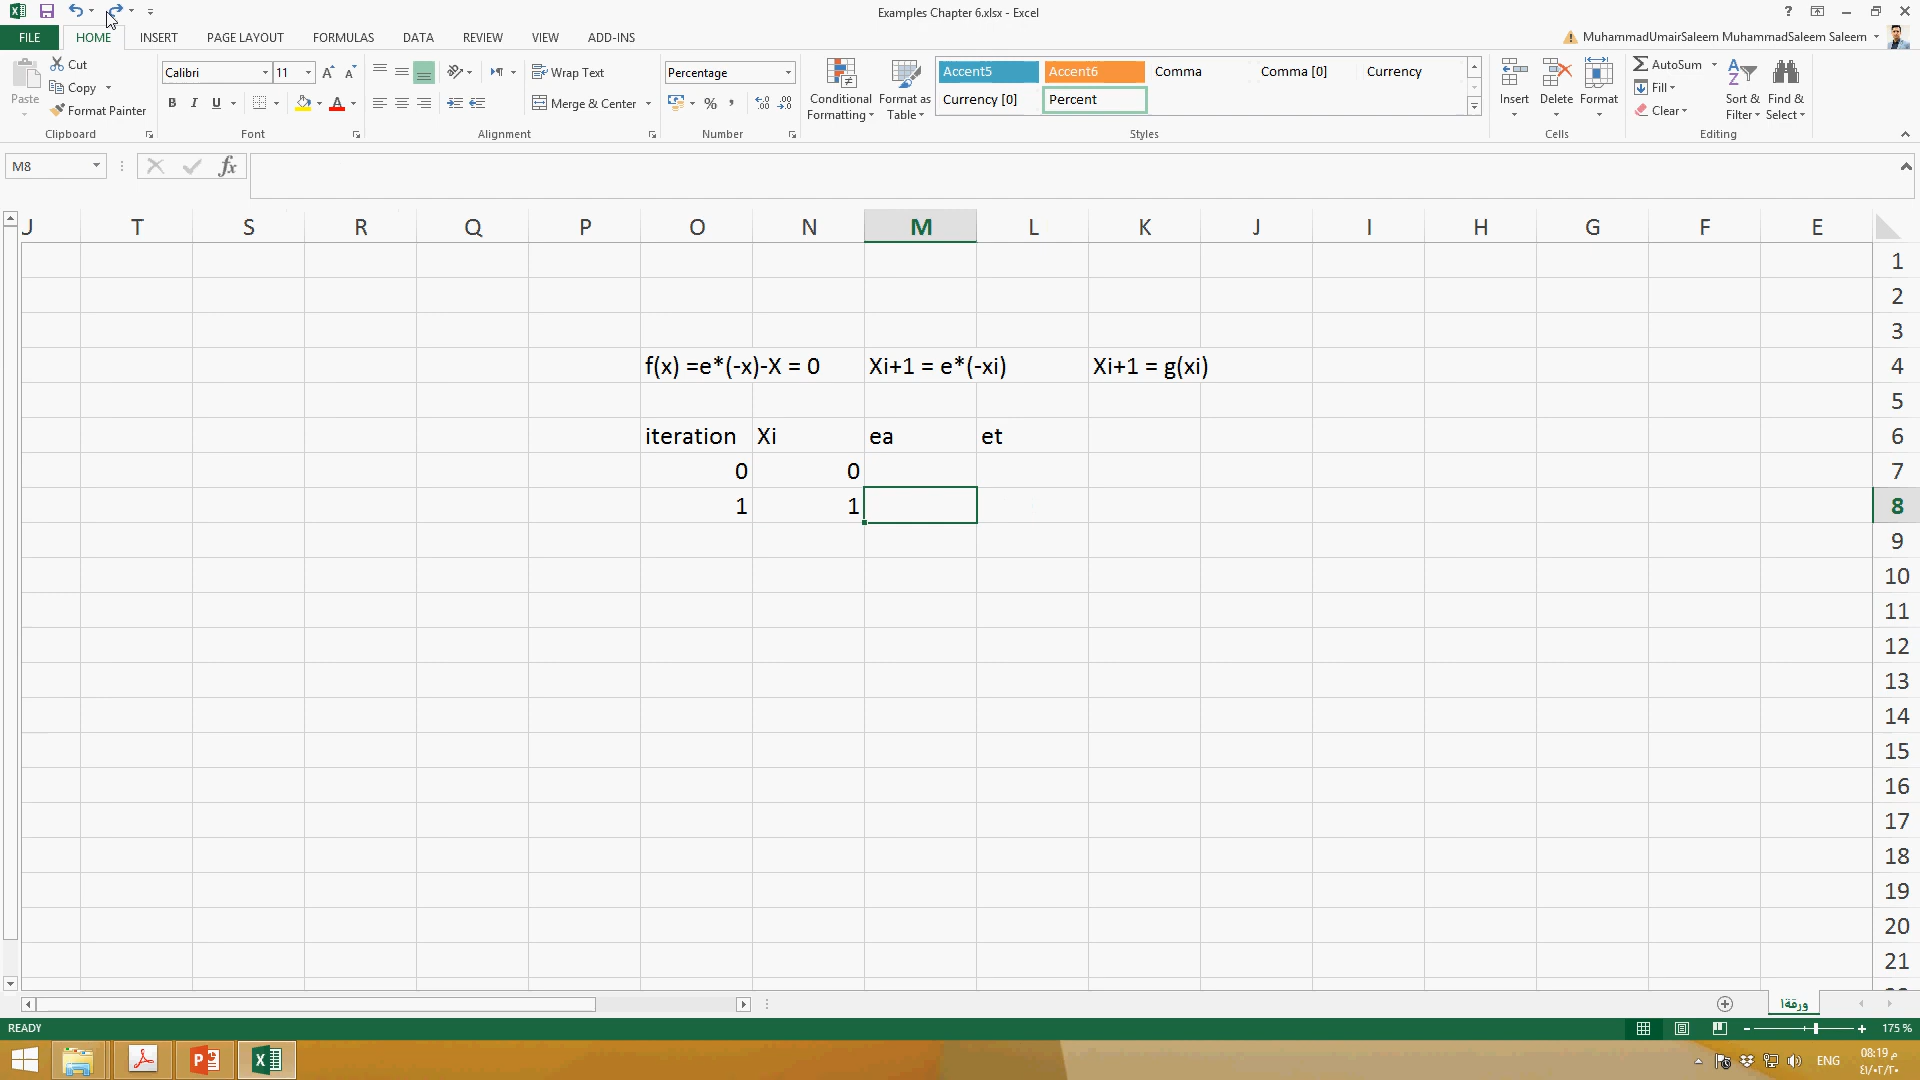 Examples Chapter 6.xlsx - Excel
FILE HOME INSERT PAGE LAYOUT FORMULAS DATA REVIEW VIEW ADD-INS
MuhammadUmairSaleem MuhammadSaleem Saleem
Paste
Cut
Copy
Format Painter
Clipboard
Calibri 11
B I U
Font
Wrap Text
Merge & Center
Alignment
Percentage
%
Number
Conditional Formatting
Format as Table
Accent5 Accent6 Comma Comma [0] Currency
Currency [0] Percent
Styles
Insert Delete Format
Cells
AutoSum
Fill
Clear
Sort & Filter
Find & Select
Editing
M8
fx
J T S R Q P O N M L K J I H G F E
1
2
3
f(x) =e*(-x)-X = 0 Xi+1 = e*(-xi) Xi+1 = g(xi) 4
5
iteration Xi ea et 6
0 0 7
1 1 8
9
10
11
12
13
14
15
16
17
18
19
20
21
ورقة١
READY
175 %
ENG
08:19 م
٤١/٠٢/٢٠